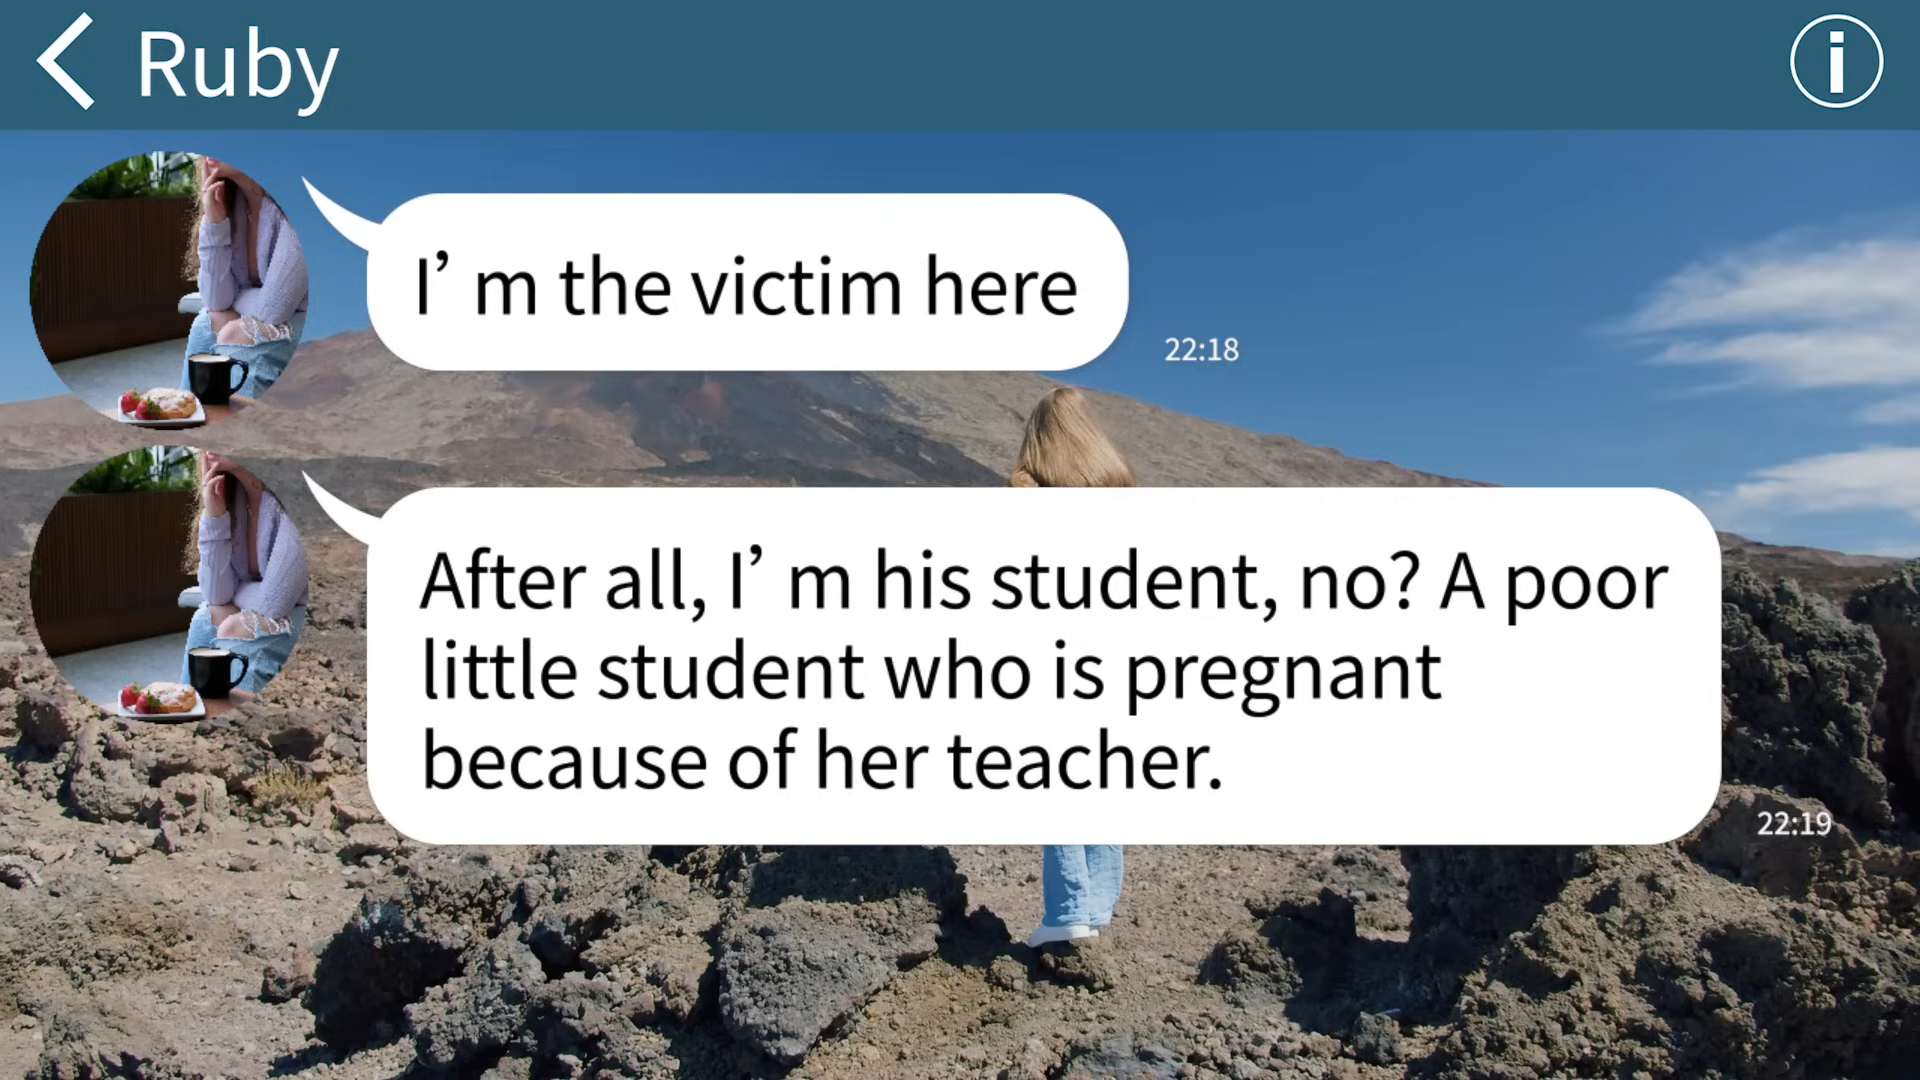 Ruby
I’m the victim here
22:18
After all, I’m his student, no? A poor
little student who is pregnant
because of her teacher.
22:19